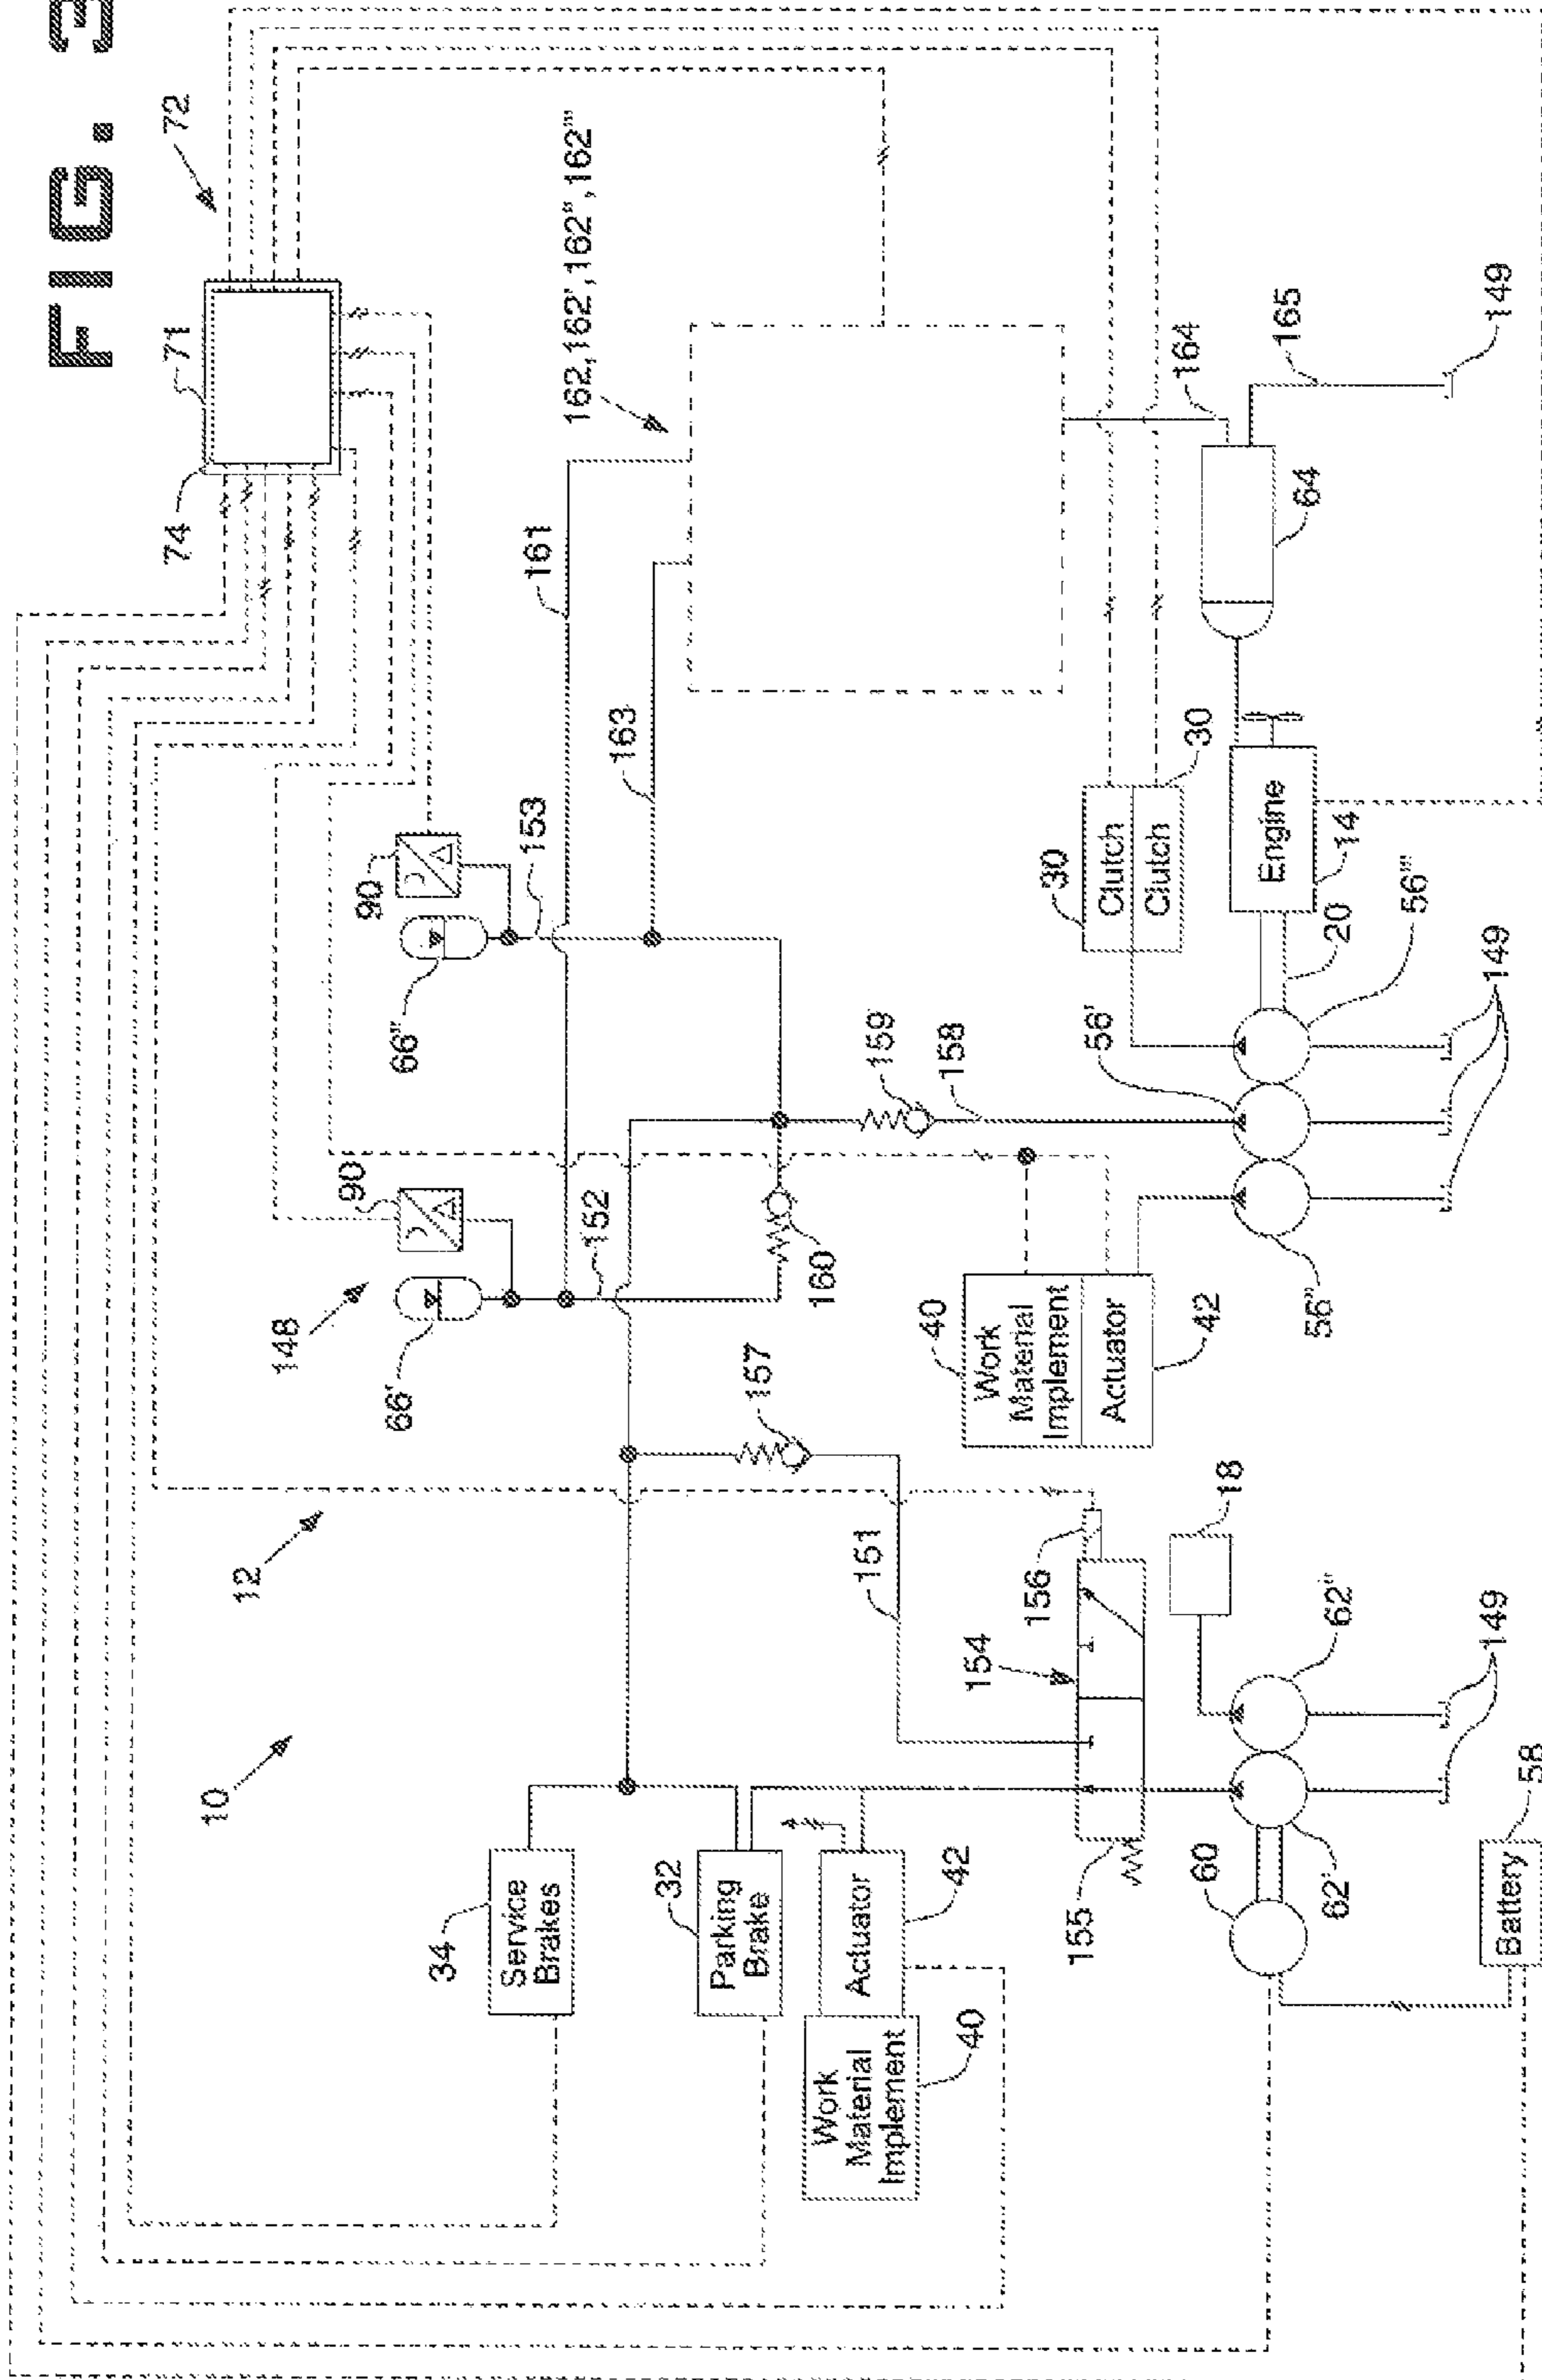 FIG. 3
72
71
74
162,162',162",162'''
161
163
164
165
149
64
90
153
66"
30
Clutch
Clutch
30
Engine
14
20
56'''
149
56'
56"
159
158
148
90
66'
152
160
157
40
Work
Material
Implement
Actuator
42
12
10
151
154
156
155
18
62"
149
62'
60
58
Battery
34
Service
Brakes
32
Parking
Brake
Actuator
42
Work
Material
Implement
40